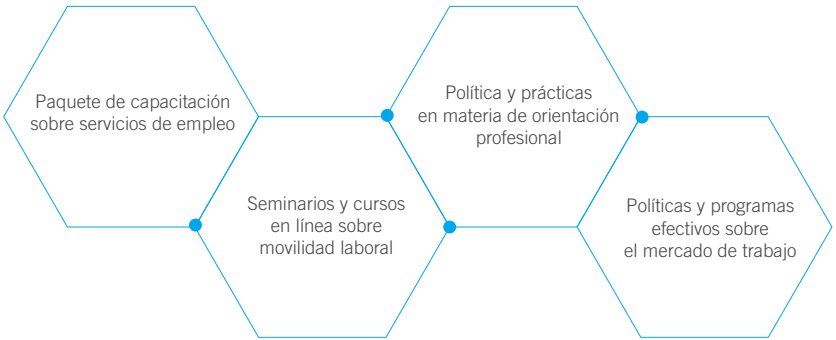 Paquete de capacitación
sobre servicios de empleo
Seminarios y cursos
en línea sobre
movilidad laboral
Política y prácticas
en materia de orientación
profesional
Políticas y programas
efectivos sobre
el mercado de trabajo